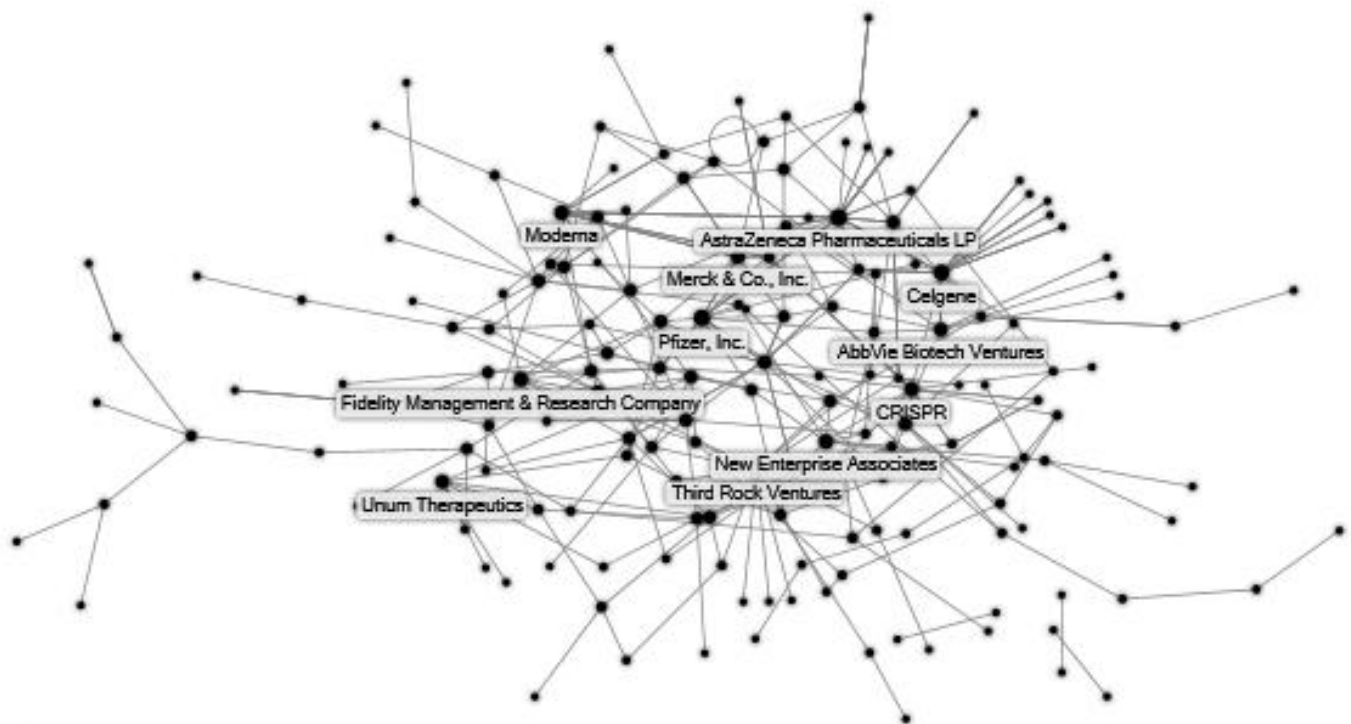 Moderna
AstraZeneca Pharmaceuticals LP
Merck & Co., Inc.
Celgene
Pfizer, Inc.
AbbVie Biotech Ventures
Fidelity Management & Research Company
CRISPR
New Enterprise Associates
Third Rock Ventures
Unum Therapeutics